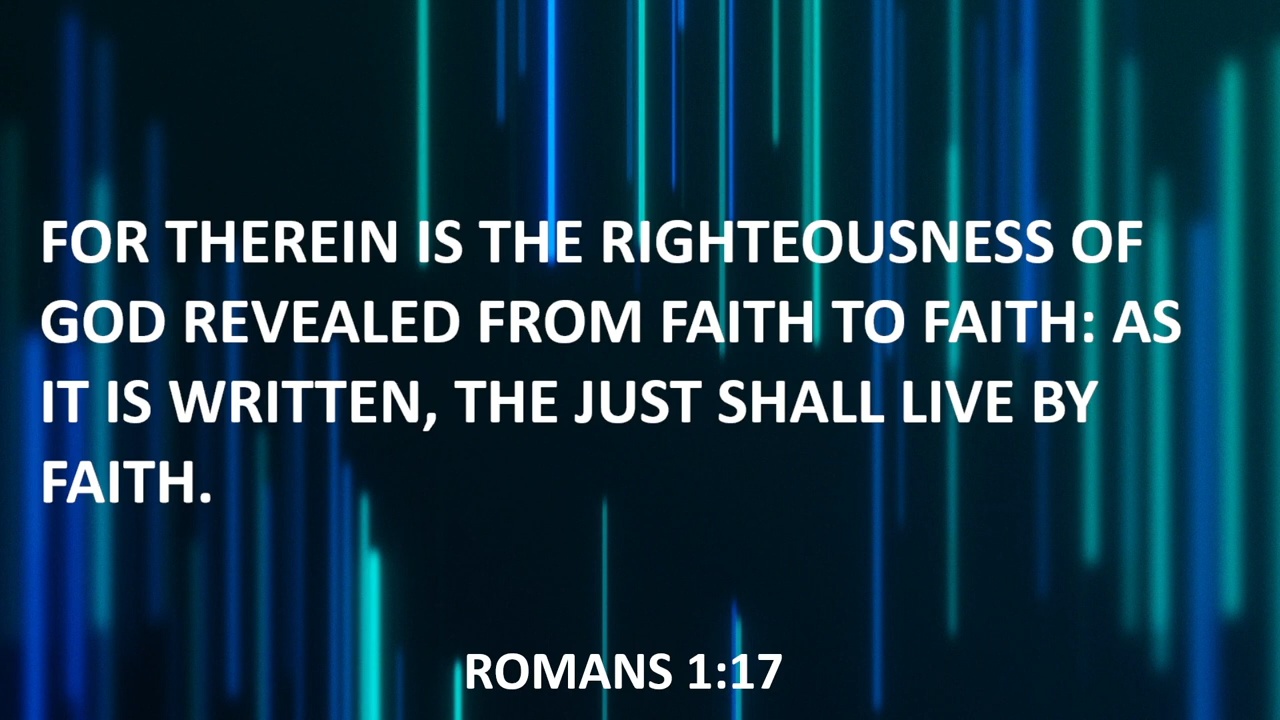 FOR THEREIN IS THE RIGHTEOUSNESS OF
GOD REVEALED FROM FAITH TO FAITH: AS
IT IS WRITTEN, THE JUST SHALL LIVE BY
FAITH.
ROMANS 1:17